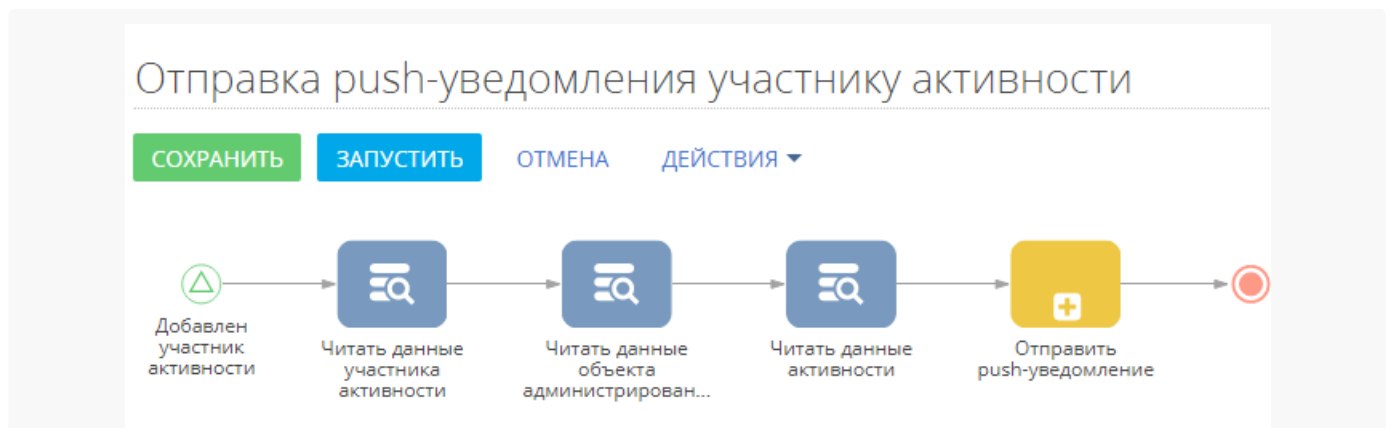 Отправка push-уведомления участнику активности
СОХРАНИТЬ ЗАПУСТИТЬ ОТМЕНА ДЕЙСТВИЯ
Добавлен
участник
активности
Читать данные
участника
активности
Читать данные
объекта
администрирован...
Читать данные
активности
Отправить
push-уведомление